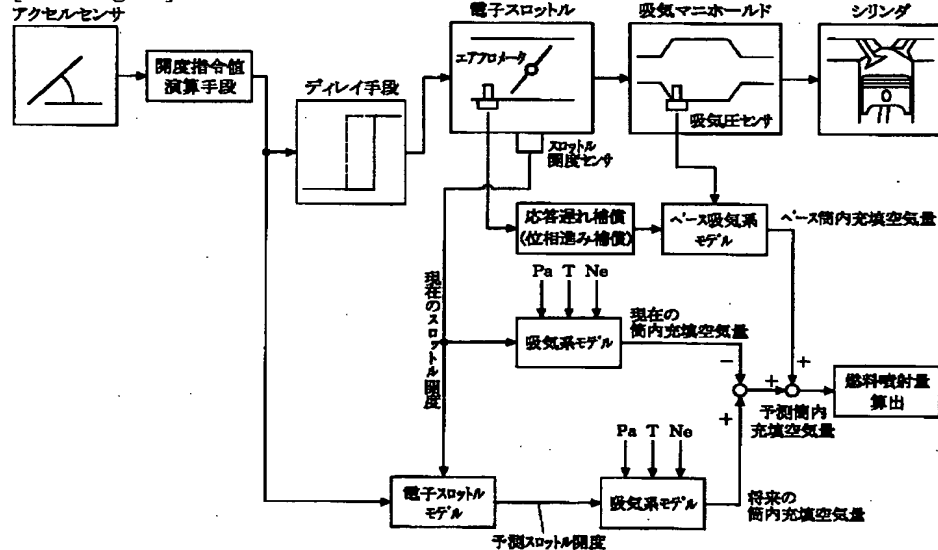 アクセルセンサ
電子スロットル
吸気マニホールド
シリンダ
開度指令値
演算手段
ディレイ手段
エアフロメータ
吸気圧センサ
スロットル
開度センサ
応答遅れ補償
(位相進み補償)
ベース吸気系
モデル
ベース筒内充填空気量
現在のスロットル開度
Pa T Ne
吸気系モデル
現在の
筒内充填空気量
−
+
+
+
予測筒内
充填空気量
燃料噴射量
算出
Pa T Ne
電子スロットル
モデル
吸気系モデル
予測スロットル開度
将来の
筒内充填空気量